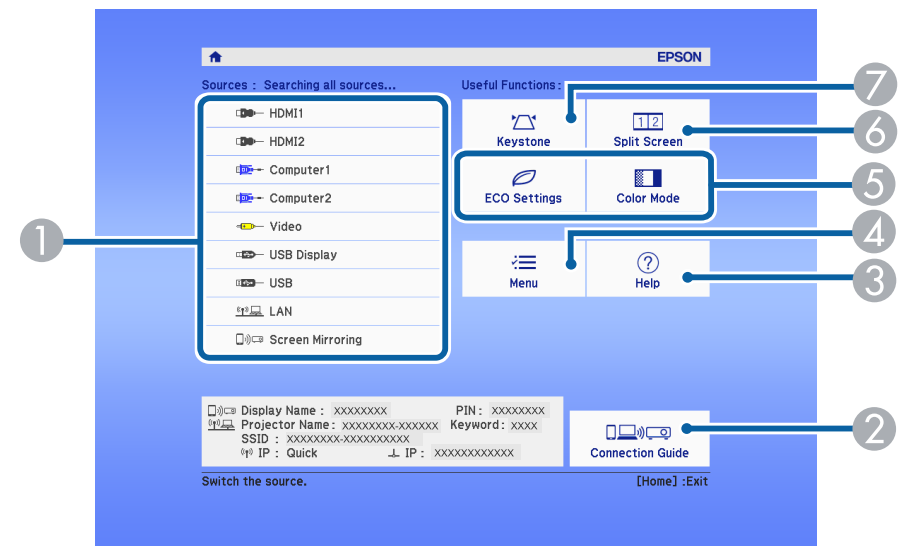 EPSON
Sources : Searching all sources...
Useful Functions :
HDMI1
HDMI2
Computer1
Computer2
Video
USB Display
USB
LAN
Screen Mirroring
Keystone
1 2
Split Screen
ECO Settings
Color Mode
Menu
?
Help
7
6
5
4
3
1
Display Name : XXXXXXXX PIN : XXXXXXXX
Projector Name : XXXXXXXX-XXXXXX Keyword : XXXX
SSID : XXXXXXXX-XXXXXXXXXX
IP : Quick IP : XXXXXXXXXXXX
Connection Guide
2
Switch the source. [Home] :Exit